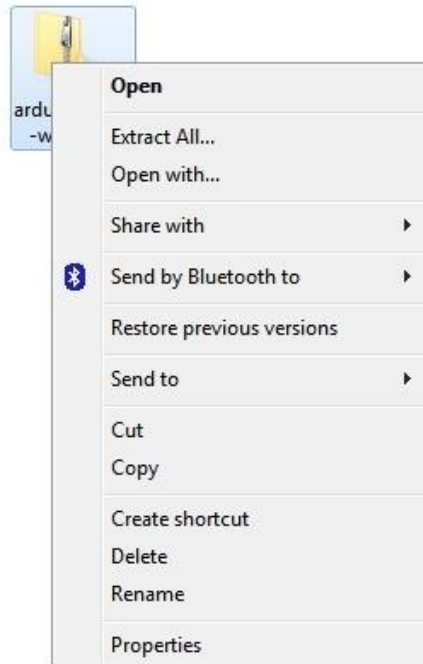 ardu
-w
Open
Extract All...
Open with...
Share with
Send by Bluetooth to
Restore previous versions
Send to
Cut
Copy
Create shortcut
Delete
Rename
Properties